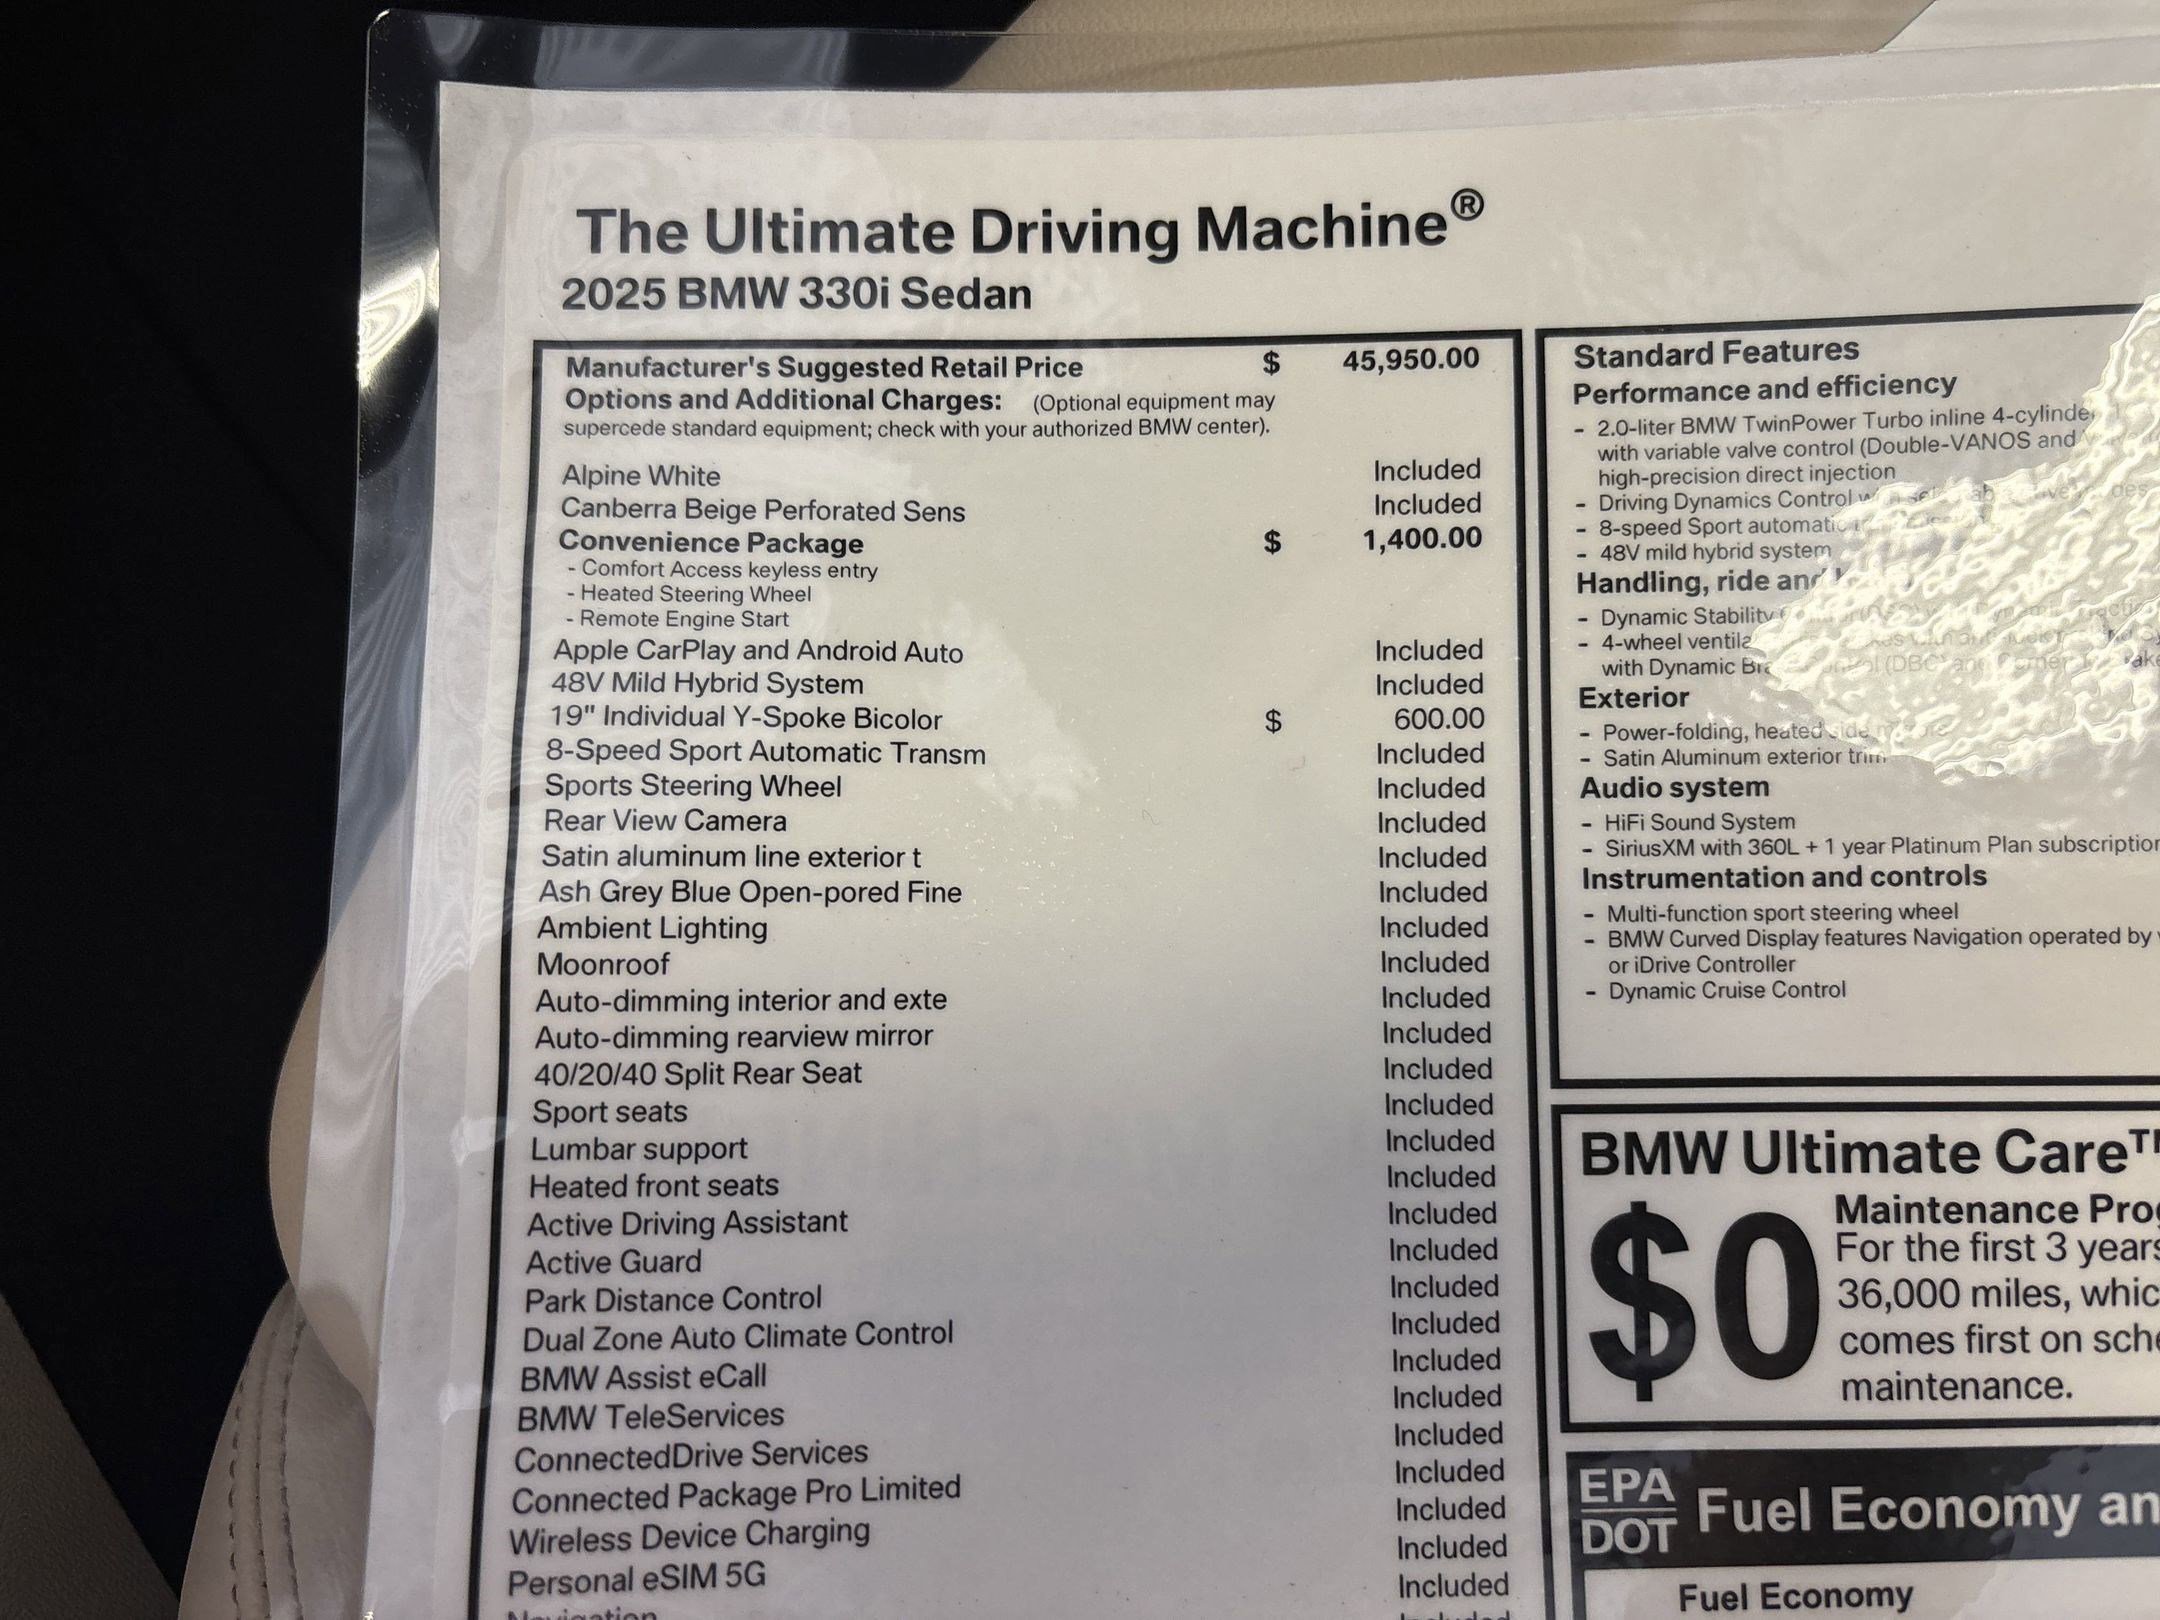 The Ultimate Driving Machine®
2025 BMW 330i Sedan
Manufacturer's Suggested Retail Price $ 45,950.00
Options and Additional Charges: (Optional equipment may
supercede standard equipment; check with your authorized BMW center).
Alpine White Included
Canberra Beige Perforated Sens Included
Convenience Package $ 1,400.00
- Comfort Access keyless entry
- Heated Steering Wheel
- Remote Engine Start
Apple CarPlay and Android Auto Included
48V Mild Hybrid System Included
19" Individual Y-Spoke Bicolor $ 600.00
8-Speed Sport Automatic Transm Included
Sports Steering Wheel Included
Rear View Camera Included
Satin aluminum line exterior t Included
Ash Grey Blue Open-pored Fine Included
Ambient Lighting Included
Moonroof Included
Auto-dimming interior and exte Included
Auto-dimming rearview mirror Included
40/20/40 Split Rear Seat Included
Sport seats Included
Lumbar support Included
Heated front seats Included
Active Driving Assistant Included
Active Guard Included
Park Distance Control Included
Dual Zone Auto Climate Control Included
BMW Assist eCall Included
BMW TeleServices Included
ConnectedDrive Services Included
Connected Package Pro Limited Included
Wireless Device Charging Included
Personal eSIM 5G Included
Navigation Included
Standard Features
Performance and efficiency
- 2.0-liter BMW TwinPower Turbo inline 4-cylinder
with variable valve control (Double-VANOS and
high-precision direct injection
- Driving Dynamics Control
- 8-speed Sport automatic
- 48V mild hybrid system
Handling, ride and
- Dynamic Stability
- 4-wheel
with Dynamic
Exterior
- Power-folding, heated side
- Satin Aluminum exterior trim
Audio system
- HiFi Sound System
- SiriusXM with 360L + 1 year Platinum Plan subscription
Instrumentation and controls
- Multi-function sport steering wheel
- BMW Curved Display features Navigation operated by
or iDrive Controller
- Dynamic Cruise Control
BMW Ultimate Care™
$0
Maintenance
For the first 3 years
36,000 miles,
comes first on
maintenance.
EPA
DOT
Fuel Economy
Fuel Economy